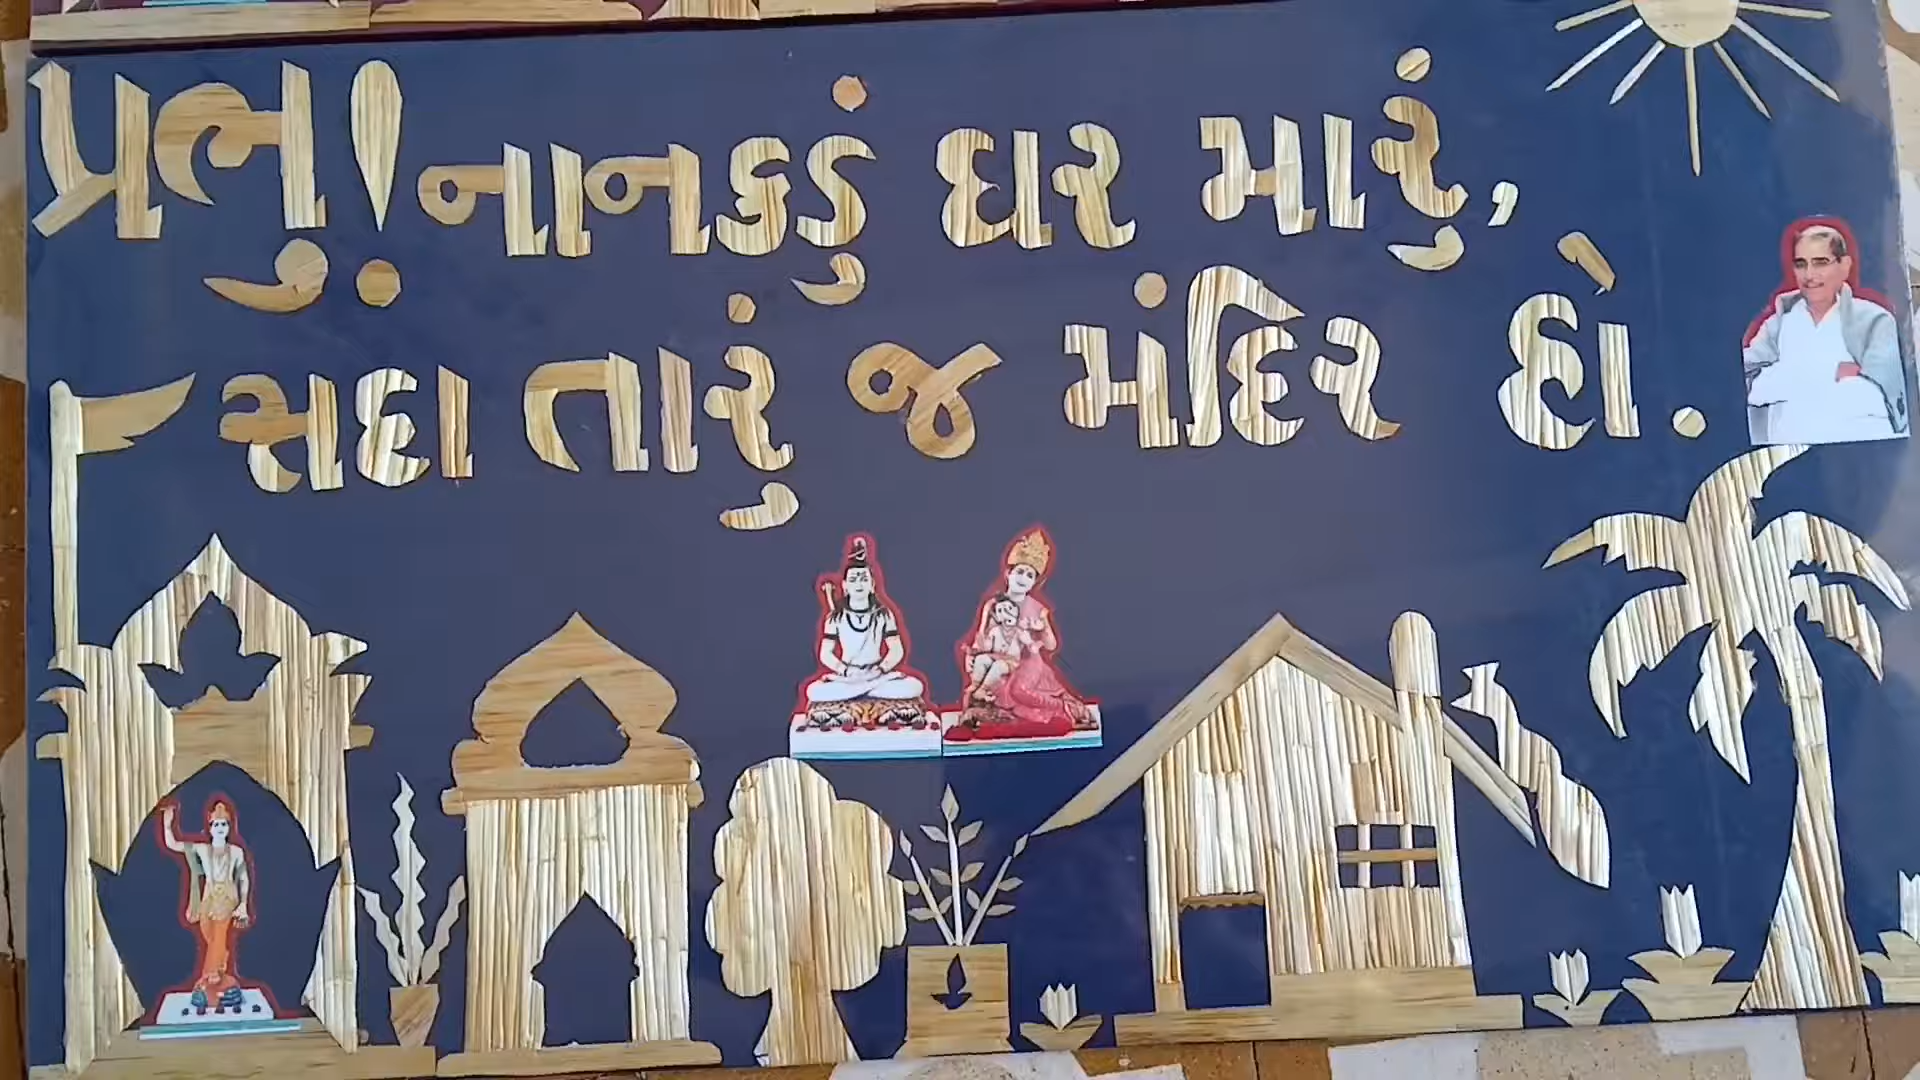 પ્રભુ! નાનકડું ઘર મારું,
સદા તારું જ મંદિર હો.